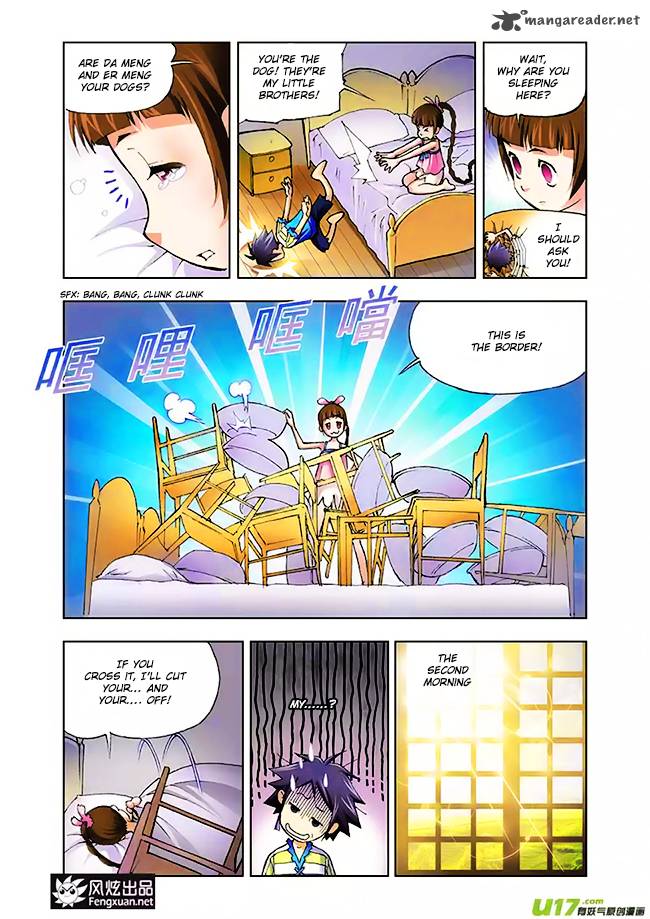 mangareader.net
ARE DA MENG
AND ER MENG
YOUR DOGS?
YOU'RE THE
DOG! THEY'RE
MY LITTLE
BROTHERS!
WAIT,
WHY ARE YOU
SLEEPING
HERE?
I
SHOULD
ASK
YOU!
SFX: BANG, BANG, CLUNK CLUNK
哐 哩 哐 噹
THIS IS
THE BORDER!
IF YOU
CROSS IT, I'LL CUT
YOUR... AND
YOUR.... OFF!
MY......?
THE
SECOND
MORNING
风炫出品
Fengxuan.net
U17.com
有妖气原创漫画